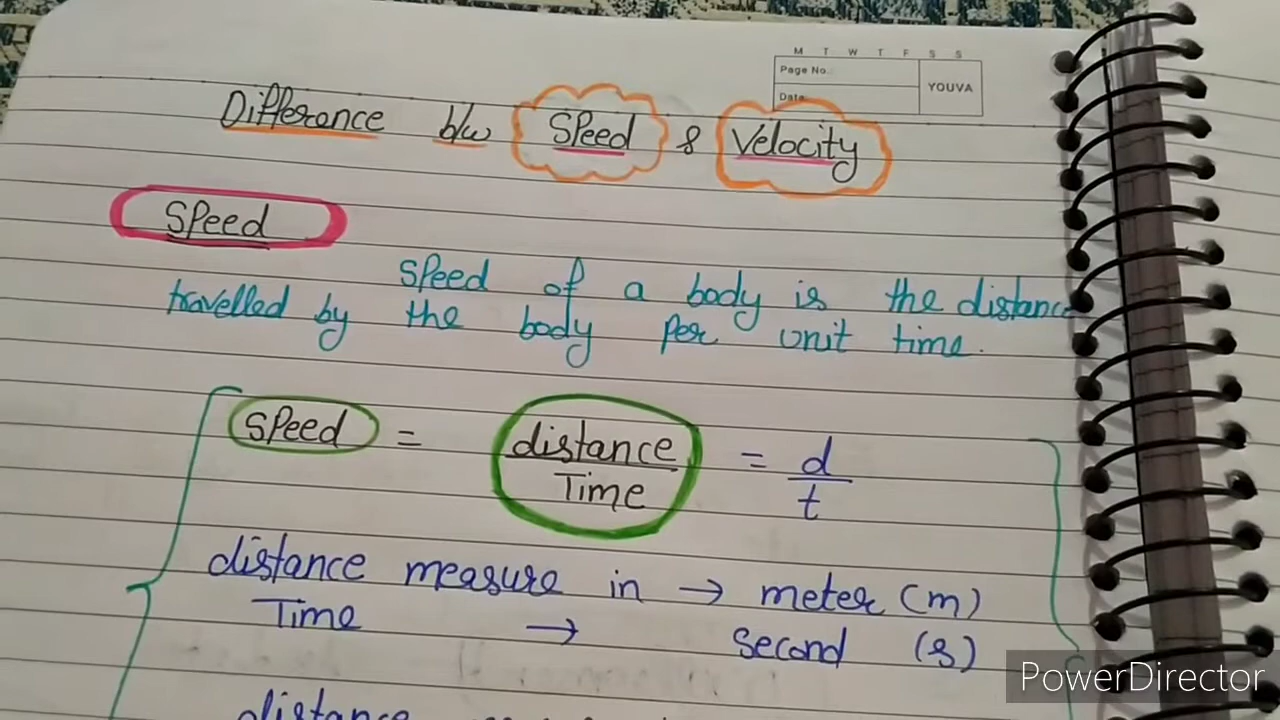 M T W T F S S
Page No.
Date
YOUVA
Difference b/w Speed & Velocity
Speed
Speed of a body is the distance
travelled by the body per unit time.
Speed = distance/Time = d/t
distance measure in → meter (m)
Time → second (s)
distance
PowerDirector